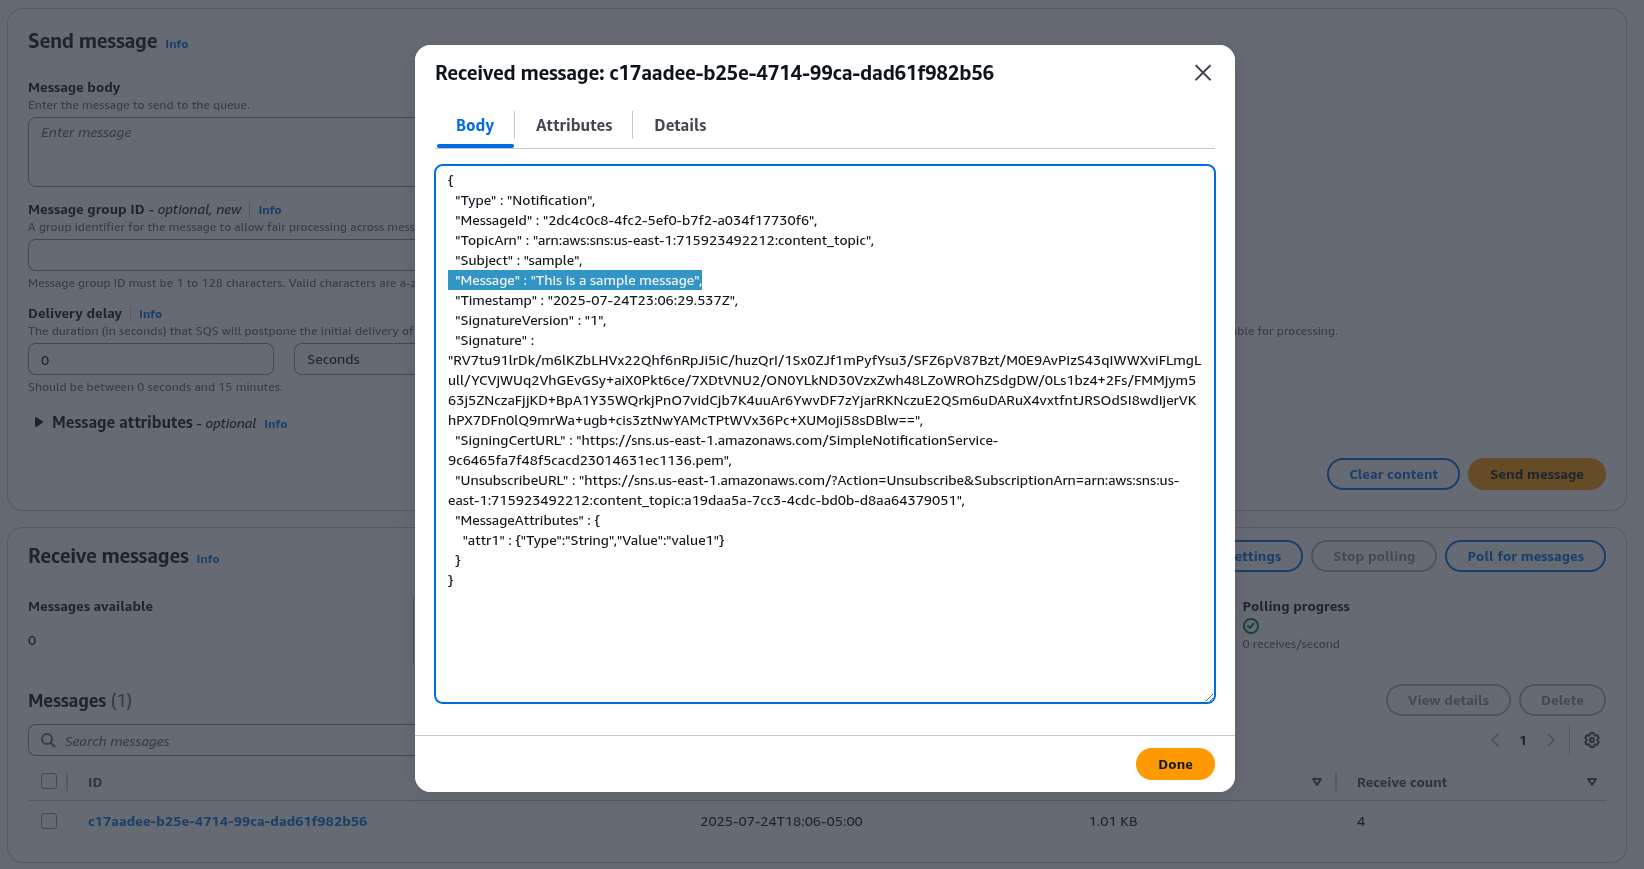 Send message Info
Message body
Enter the message to send to the queue.
Enter message
Message group ID - optional, new Info
A group identifier for the message to allow fair processing across
Message group ID must be 1 to 128 characters. Valid characters are
Delivery delay Info
The duration (in seconds) that SQS will postpone the initial delivery of
for processing.
0
Seconds
Should be between 0 seconds and 15 minutes.
Message attributes - optional Info
Clear content
Send message
Received message: c17aadee-b25e-4714-99ca-dad61f982b56
Body
Attributes
Details
{
"Type" : "Notification",
"MessageId" : "2dc4c0c8-4fc2-5ef0-b7f2-a034f17730f6",
"TopicArn" : "arn:aws:sns:us-east-1:715923492212:content_topic",
"Subject" : "sample",
"Message" : "This is a sample message",
"Timestamp" : "2025-07-24T23:06:29.537Z",
"SignatureVersion" : "1",
"Signature" :
"RV7tu91lrDk/m6lKZbLHVx22Qhf6nRpJi5iC/huzQrI/1Sx0ZJf1mPyfYsu3/SFZ6pV87Bzt/M0E9AvPIzS43qIWWXviFLmgL
ull/YCVjWUq2VhGEvGSy+aiX0Pkt6ce/7XDtVNU2/ON0YLkND30VzxZwh48LZoWROhZSdgDW/0Ls1bz4+2Fs/FMMjym5
63j5ZNczaFjjKD+BpA1Y35WQrkjPnO7vidCjb7K4uuAr6YwvDF7zYjarRKNczuE2QSm6uDARuX4vxtfntJRSOdSI8wdIjerVK
hPX7DFn0lQ9mrWa+ugb+cis3ztNwYAMcTPtWVx36Pc+XUMoji58sDBlw==",
"SigningCertURL" : "https://sns.us-east-1.amazonaws.com/SimpleNotificationService-
9c6465fa7f48f5cacd23014631ec1136.pem",
"UnsubscribeURL" : "https://sns.us-east-1.amazonaws.com/?Action=Unsubscribe&SubscriptionArn=arn:aws:sns:us-
east-1:715923492212:content_topic:a19daa5a-7cc3-4cdc-bd0b-d8aa64379051",
"MessageAttributes" : {
"attr1" : {"Type":"String","Value":"value1"}
}
}
Done
Receive messages Info
Stop polling
Poll for messages
Messages available
0
Polling progress
0 receives/second
Messages (1)
View details
Delete
Search messages
1
ID
Receive count
c17aadee-b25e-4714-99ca-dad61f982b56 2025-07-24T18:06-05:00 1.01 KB 4